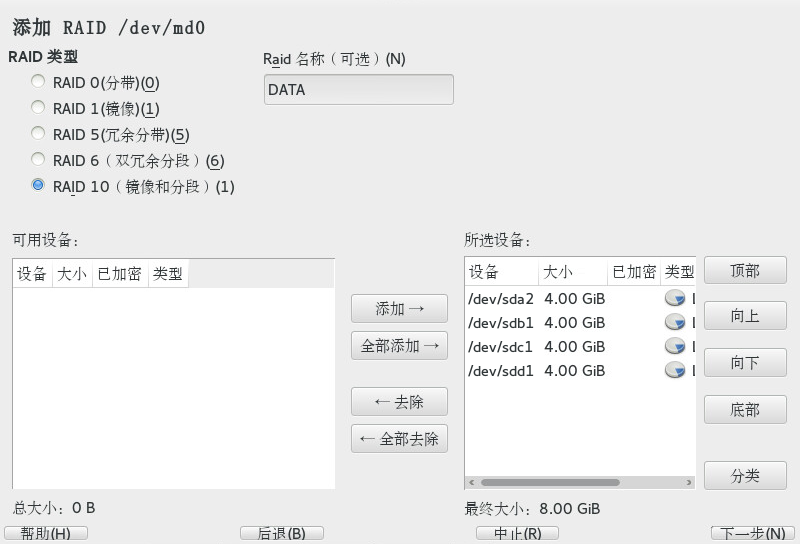 添加 RAID /dev/md0
RAID 类型
RAID 0(分带)(0)
RAID 1(镜像)(1)
RAID 5(冗余分带)(5)
RAID 6（双冗余分段）(6)
RAID 10（镜像和分段）(1)
Raid 名称（可选）(N)
DATA
可用设备：
设备 大小 已加密 类型
添加 →
全部添加 →
← 去除
← 全部去除
所选设备：
设备 大小 已加密 类型
/dev/sda2 4.00 GiB
/dev/sdb1 4.00 GiB
/dev/sdc1 4.00 GiB
/dev/sdd1 4.00 GiB
顶部
向上
向下
底部
分类
总大小：0 B
最终大小：8.00 GiB
帮助(H) 后退(B) 中止(R) 下一步(N)